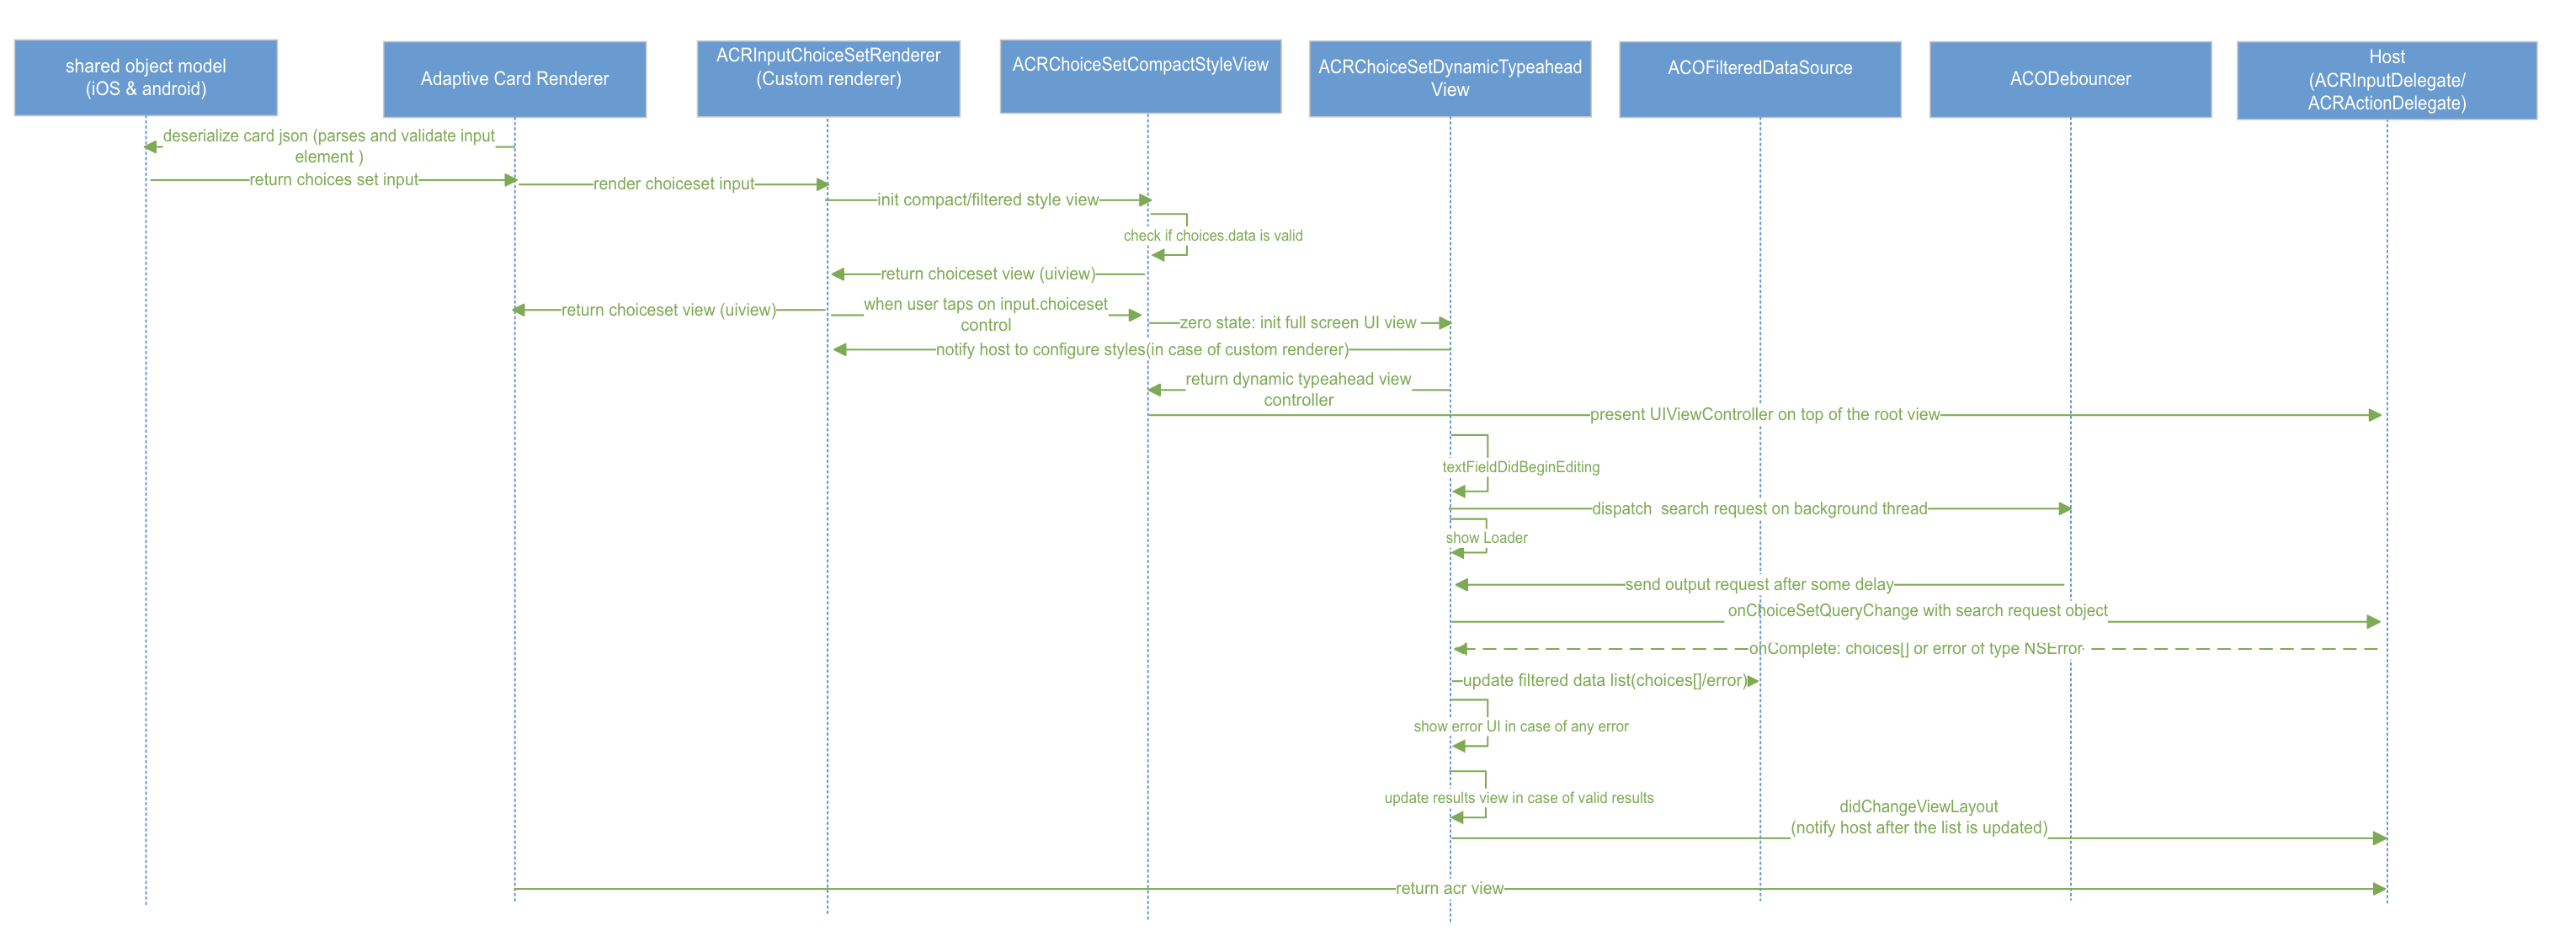 shared object model
(iOS & android)
Adaptive Card Renderer
ACRInputChoiceSetRenderer
(Custom renderer)
ACRChoiceSetCompactStyleView
ACRChoiceSetDynamicTypeahead
View
ACOFilteredDataSource
ACODebouncer
Host
(ACRInputDelegate/
ACRActionDelegate)
deserialize card json (parses and validate input
element )
return choices set input
render choiceset input
init compact/filtered style view
check if choices.data is valid
return choiceset view (uiview)
return choiceset view (uiview)
when user taps on input.choiceset
control
zero state: init full screen UI view
notify host to configure styles(in case of custom renderer)
return dynamic typeahead view
controller
present UIViewController on top of the root view
textFieldDidBeginEditing
dispatch  search request on background thread
show Loader
send output request after some delay
onChoiceSetQueryChange with search request object
onComplete: choices[] or error of type NSError
update filtered data list(choices[]/error)
show error UI in case of any error
update results view in case of valid results
didChangeViewLayout
(notify host after the list is updated)
return acr view